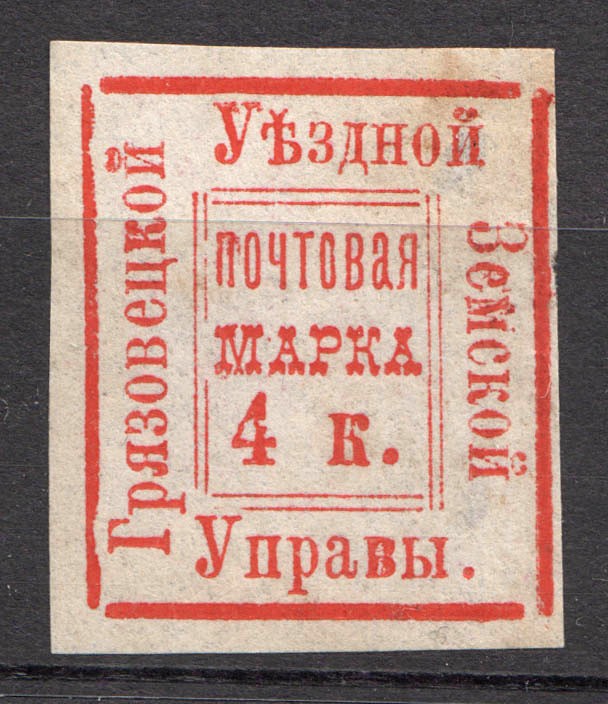 Грязовецкой
Уѣздной
Земской
Управы.
ПОЧТОВАЯ
МАРКА
4 к.